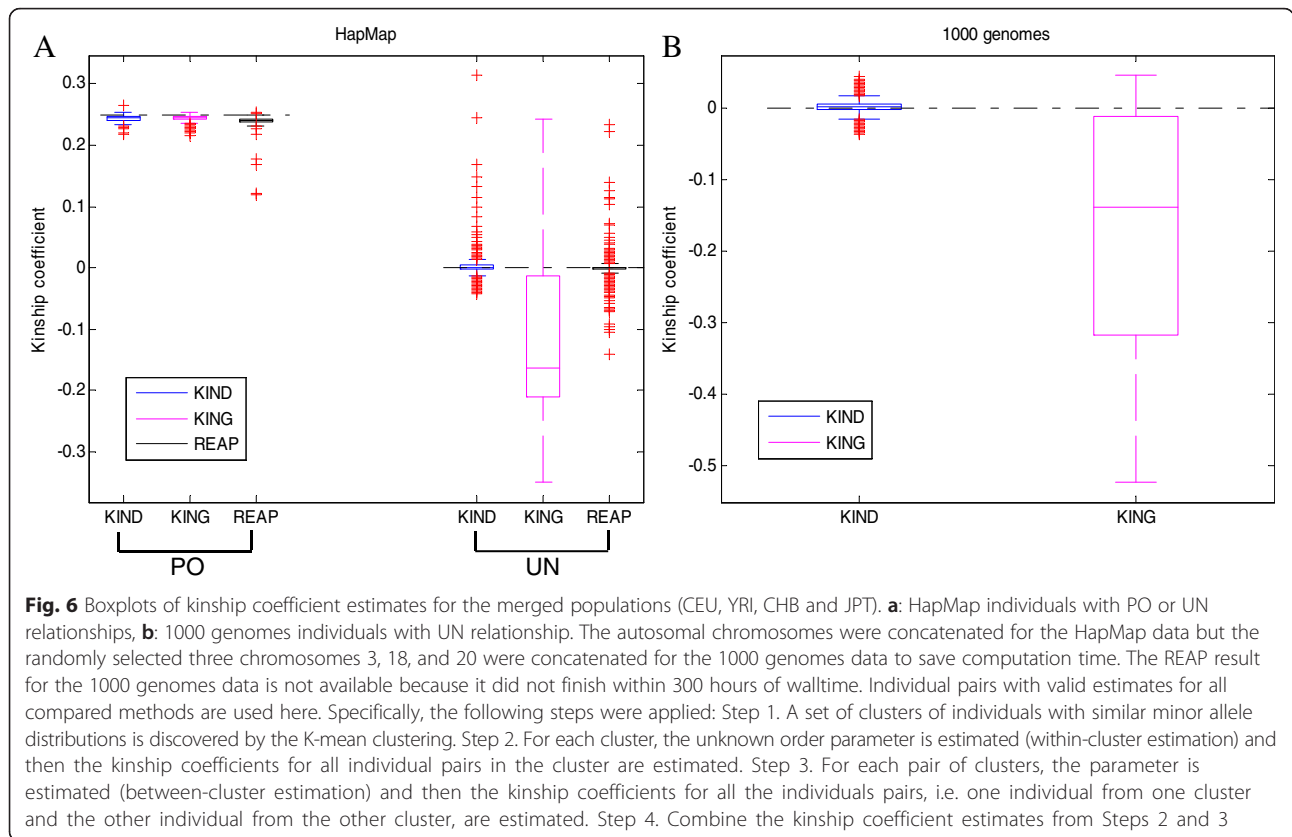 A
HapMap
0.3
0.2
0.1
0
-0.1
-0.2
-0.3
Kinship coefficient
KIND
KING
REAP
KIND KING REAP
PO
KIND KING REAP
UN
B
1000 genomes
0
-0.1
-0.2
-0.3
-0.4
-0.5
Kinship coefficient
KIND
KING
KIND KING
Fig. 6 Boxplots of kinship coefficient estimates for the merged populations (CEU, YRI, CHB and JPT). a: HapMap individuals with PO or UN
relationships, b: 1000 genomes individuals with UN relationship. The autosomal chromosomes were concatenated for the HapMap data but the
randomly selected three chromosomes 3, 18, and 20 were concatenated for the 1000 genomes data to save computation time. The REAP result
for the 1000 genomes data is not available because it did not finish within 300 hours of walltime. Individual pairs with valid estimates for all
compared methods are used here. Specifically, the following steps were applied: Step 1. A set of clusters of individuals with similar minor allele
distributions is discovered by the K-mean clustering. Step 2. For each cluster, the unknown order parameter is estimated (within-cluster estimation) and
then the kinship coefficients for all individual pairs in the cluster are estimated. Step 3. For each pair of clusters, the parameter is
estimated (between-cluster estimation) and then the kinship coefficients for all the individuals pairs, i.e. one individual from one cluster
and the other individual from the other cluster, are estimated. Step 4. Combine the kinship coefficient estimates from Steps 2 and 3